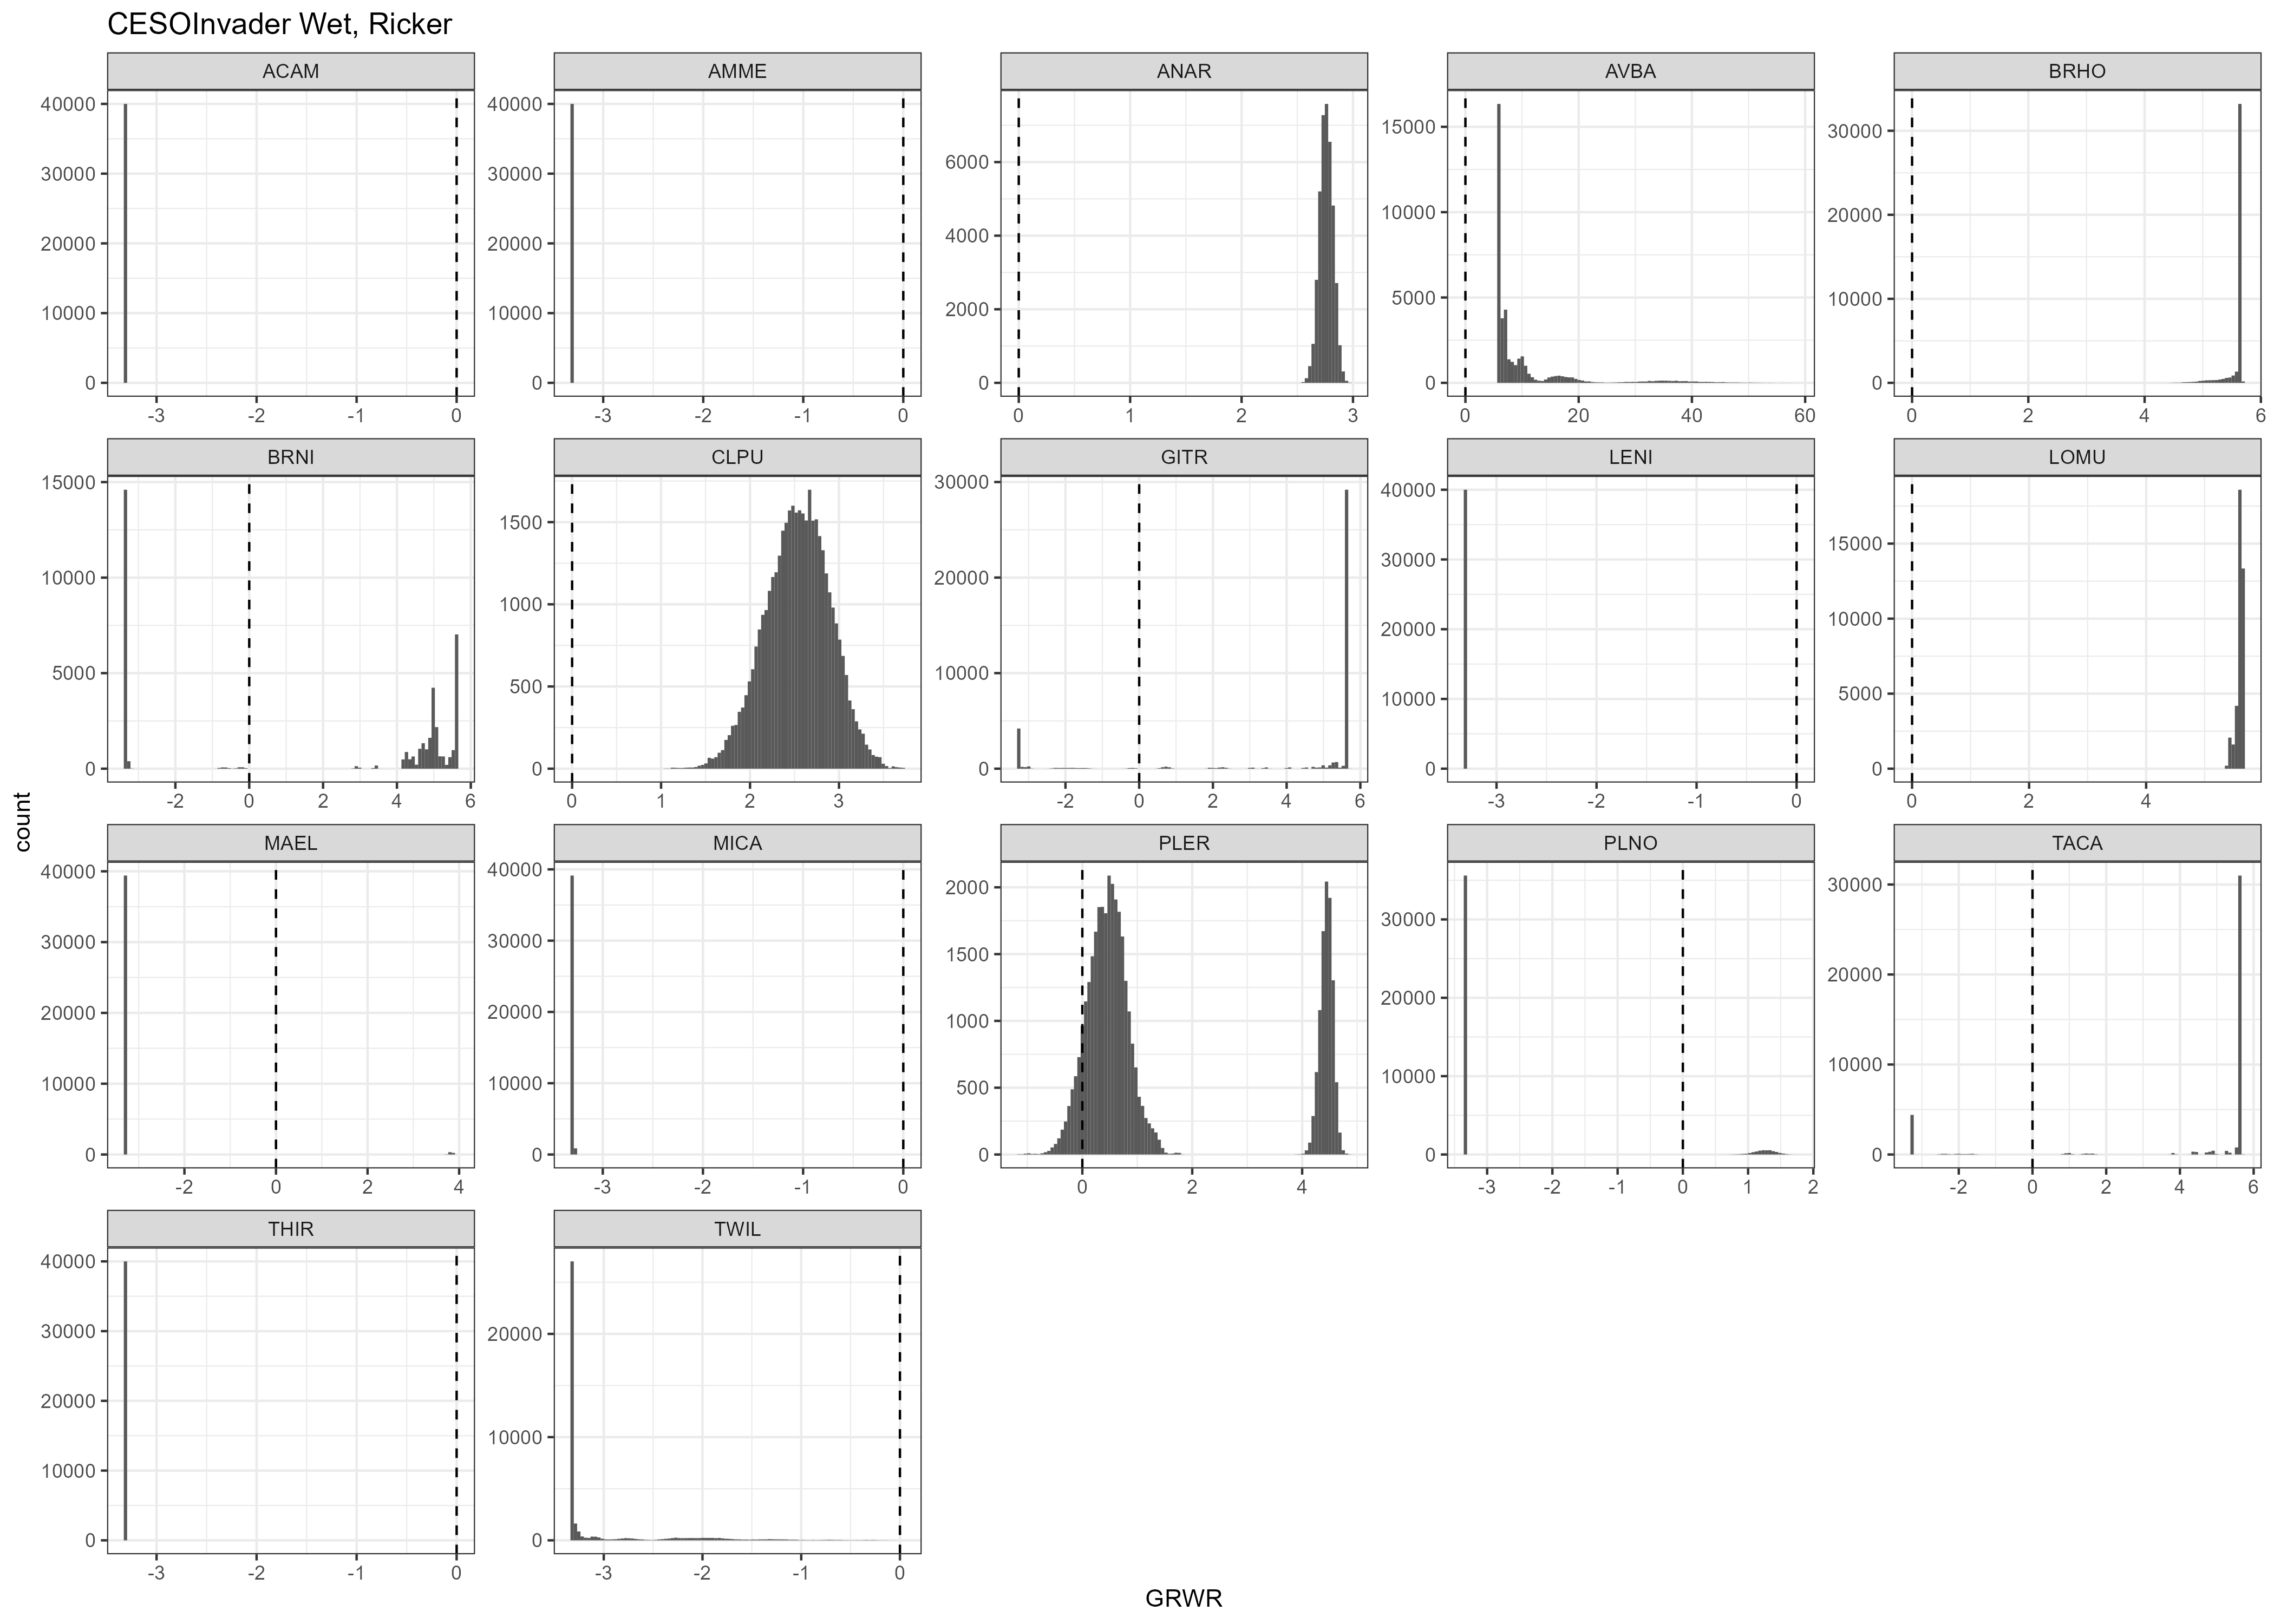 CESOInvader Wet, Ricker
ACAM AMME ANAR AVBA BRHO
40000 30000 20000 10000 0
40000 30000 20000 10000 0
6000 4000 2000 0
15000 10000 5000 0
30000 20000 10000 0
-3 -2 -1 0
-3 -2 -1 0
0 1 2 3
0 20 40 60
0 2 4 6
BRNI CLPU GITR LENI LOMU
15000 10000 5000 0
1500 1000 500 0
30000 20000 10000 0
40000 30000 20000 10000 0
15000 10000 5000 0
-2 0 2 4 6
0 1 2 3
-2 0 2 4 6
-3 -2 -1 0
0 2 4
count
MAEL MICA PLER PLNO TACA
40000 30000 20000 10000 0
40000 30000 20000 10000 0
2000 1500 1000 500 0
30000 20000 10000 0
30000 20000 10000 0
-2 0 2 4
-3 -2 -1 0
0 2 4
-3 -2 -1 0 1 2
-2 0 2 4 6
THIR TWIL
40000 30000 20000 10000 0
20000 10000 0
-3 -2 -1 0
-3 -2 -1 0
GRWR